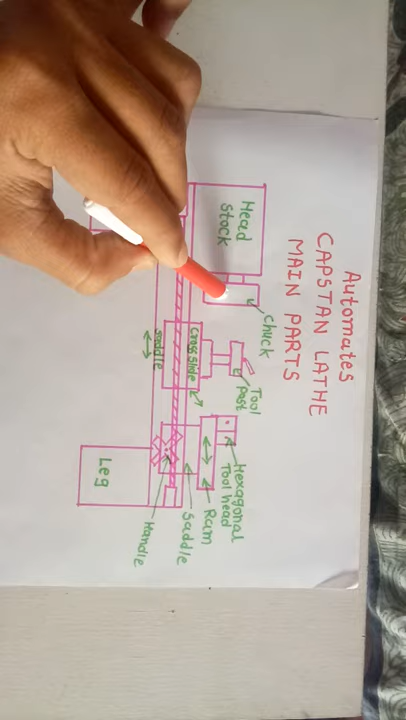 Automates
CAPSTAN LATHE
MAIN PARTS
Head
stock
chuck
Tool
Post
Cross slide
saddle
Hexagonal
Tool head
Ram
Saddle
Handle
Leg